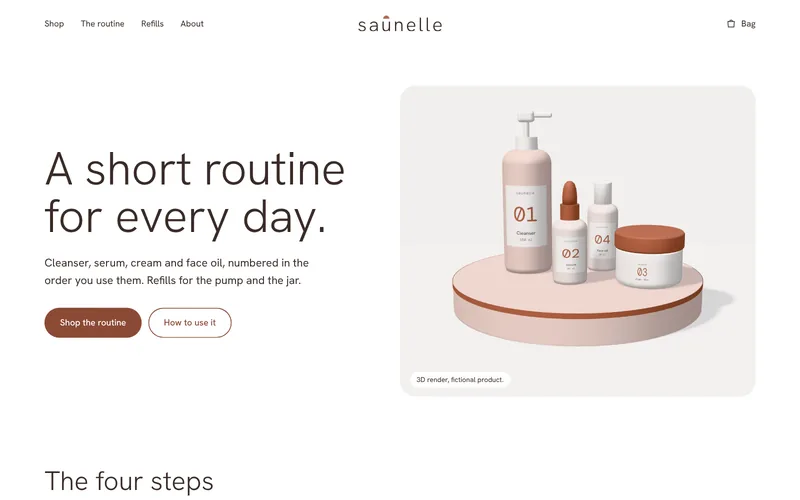 Shop The routine Refills About
saunelle
Bag
A short routine
for every day.
Cleanser, serum, cream and face oil, numbered in the
order you use them. Refills for the pump and the jar.
Shop the routine
How to use it
01
Cleanser
02
04
03
3D render, fictional product.
The four steps